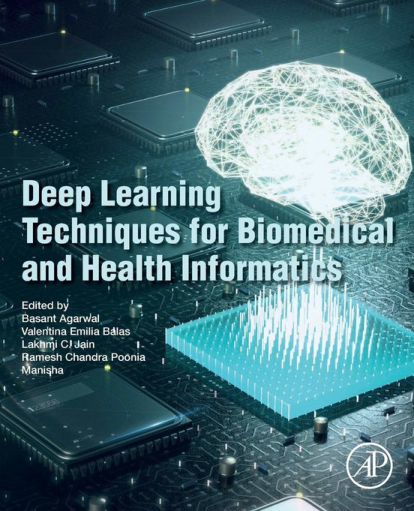 Deep Learning
Techniques for Biomedical
and Health Informatics
Edited by
Basant Agarwal
Valentina Emilia Balas
Lakhmi C. Jain
Ramesh Chandra Poonia
Manisha
AP